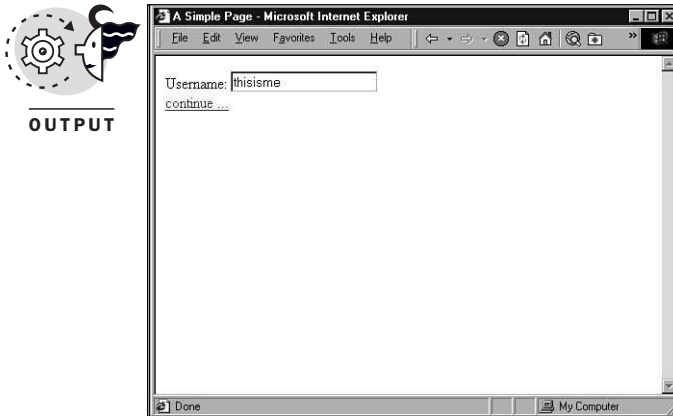 OUTPUT
A Simple Page - Microsoft Internet Explorer
File Edit View Favorites Tools Help »
Username: thisisme
continue ...
Done My Computer